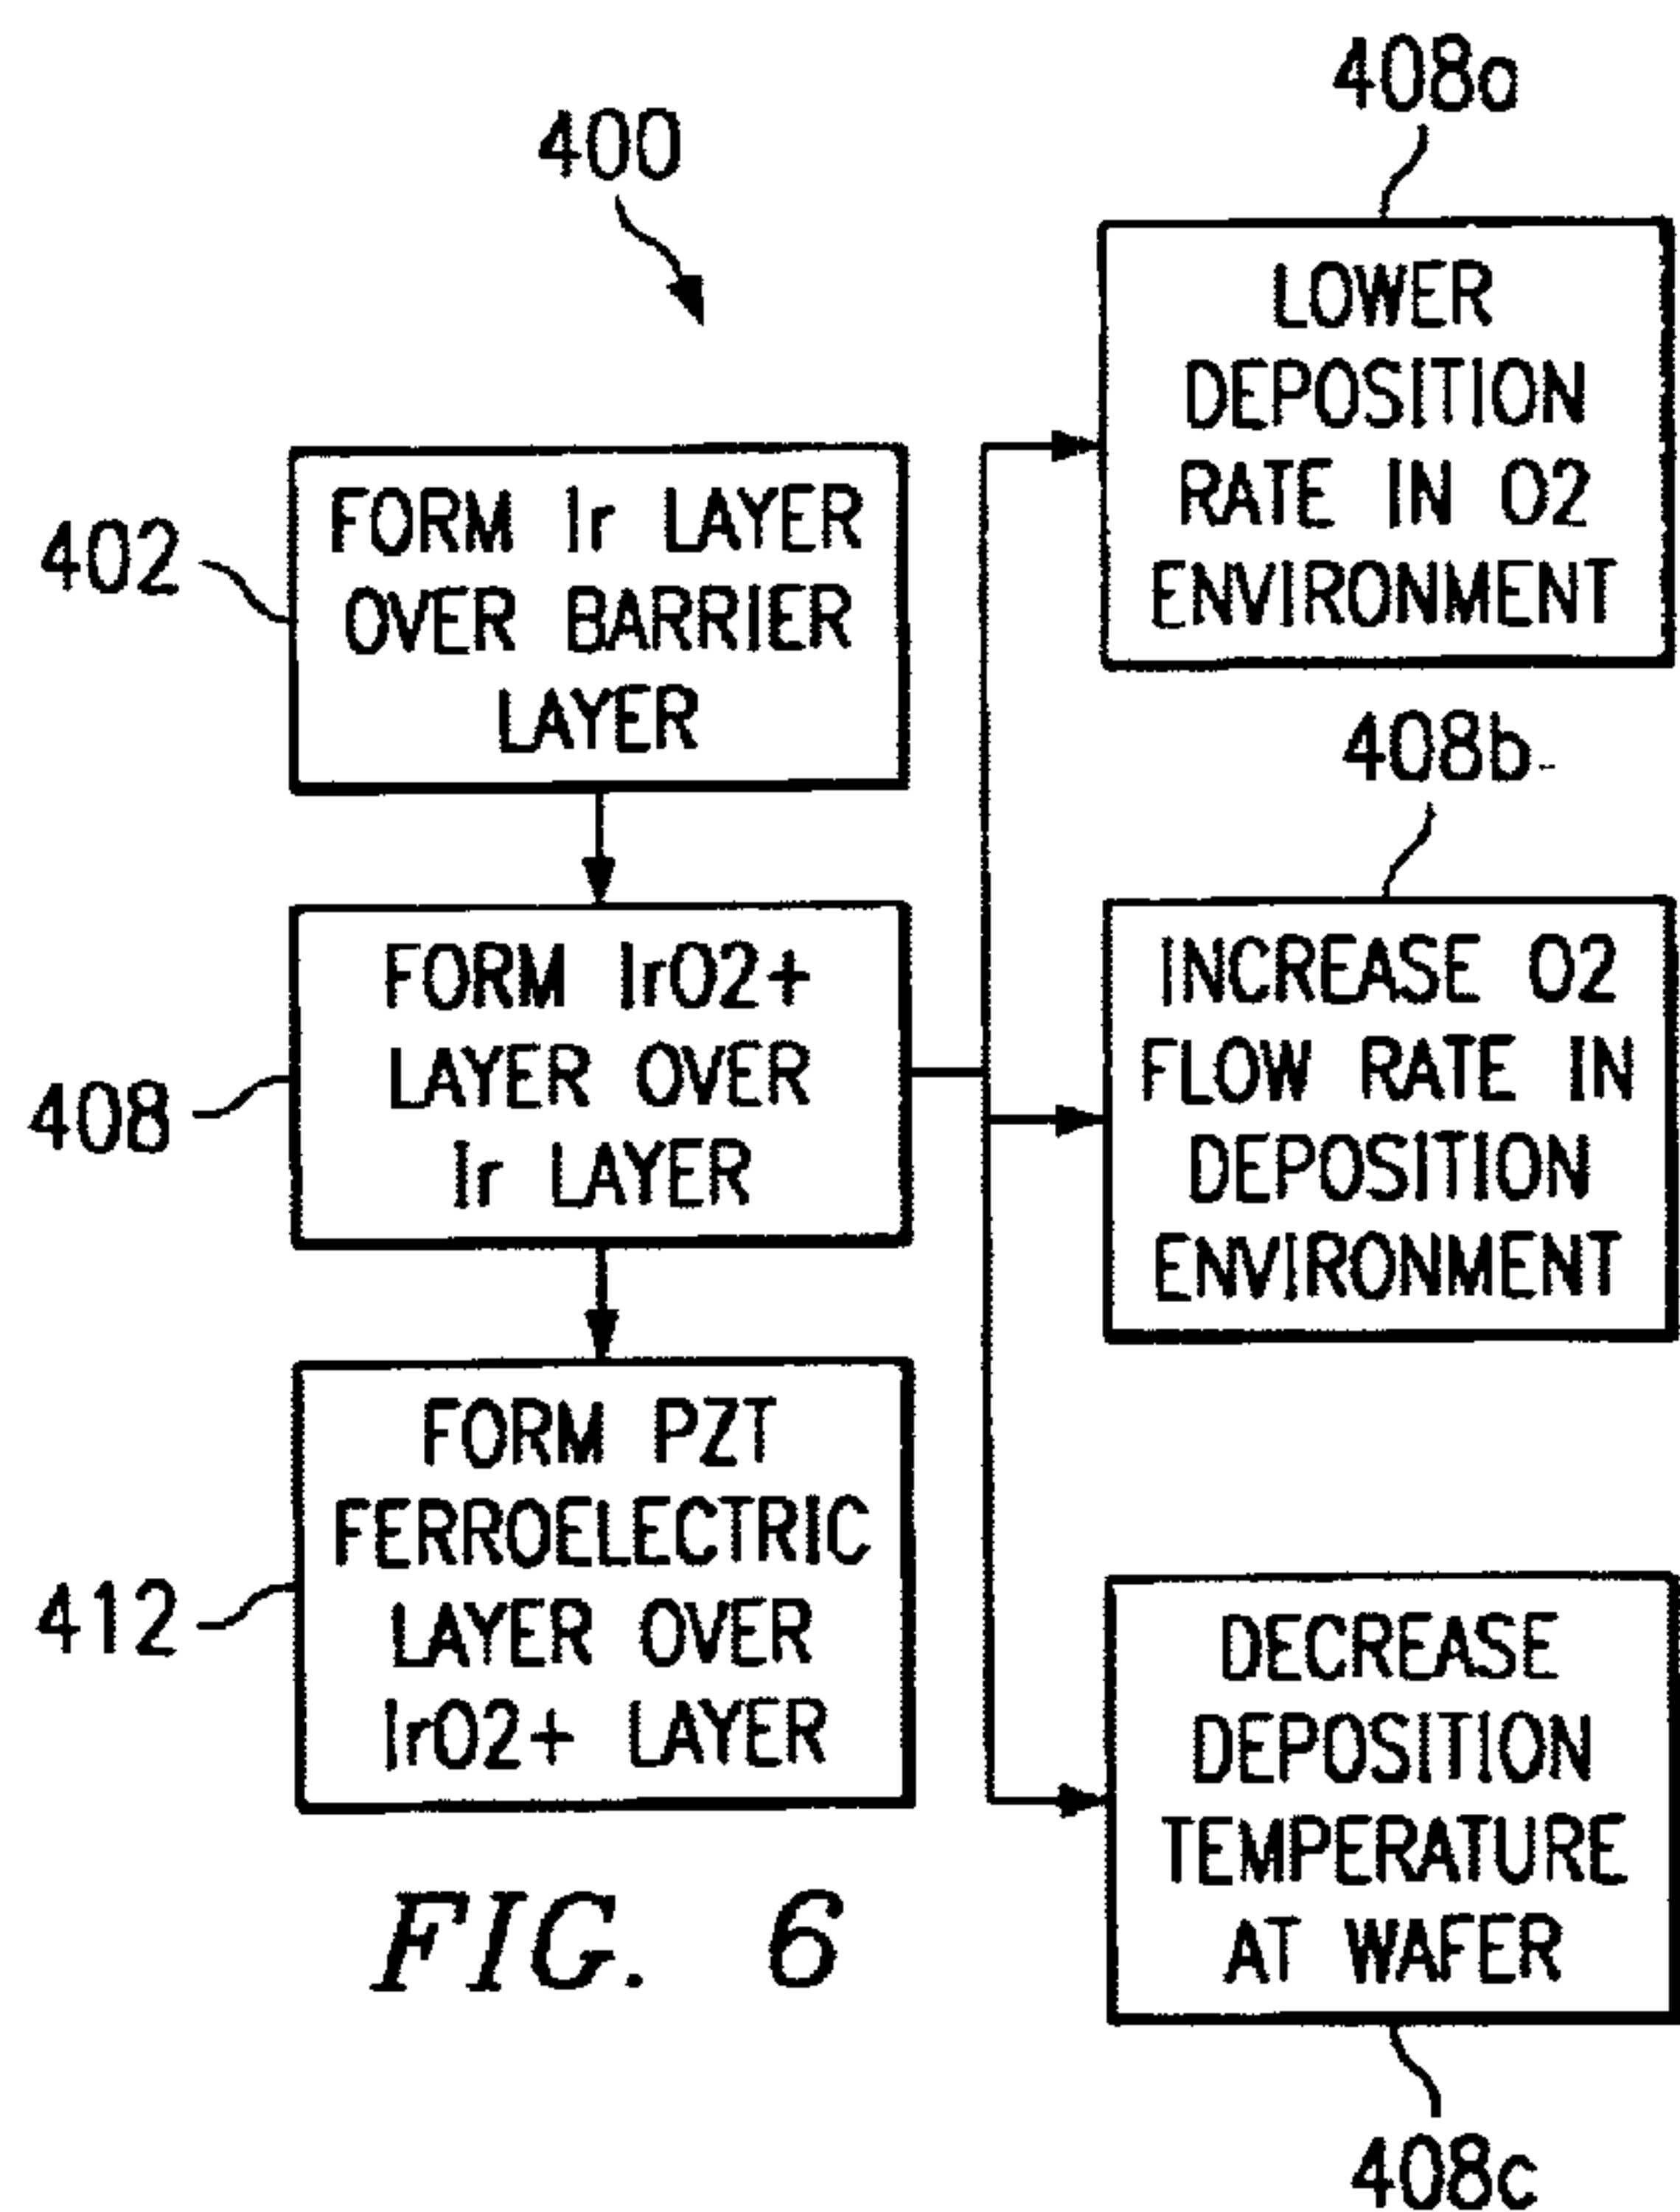 400
402
FORM Ir LAYER
OVER BARRIER
LAYER
408
FORM IrO2+
LAYER OVER
Ir LAYER
412
FORM PZT
FERROELECTRIC
LAYER OVER
IrO2+ LAYER
408a
LOWER
DEPOSITION
RATE IN O2
ENVIRONMENT
408b
INCREASE O2
FLOW RATE IN
DEPOSITION
ENVIRONMENT
DECREASE
DEPOSITION
TEMPERATURE
AT WAFER
408c
FIG. 6